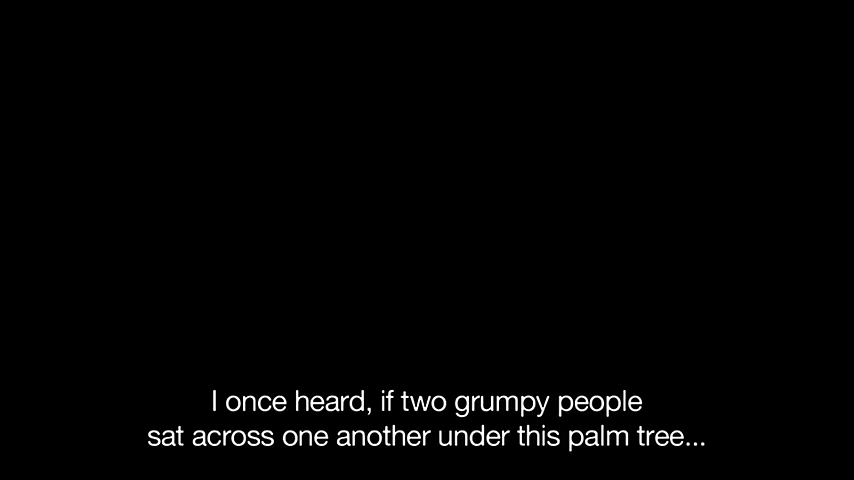 I once heard, if two grumpy people
sat across one another under this palm tree...